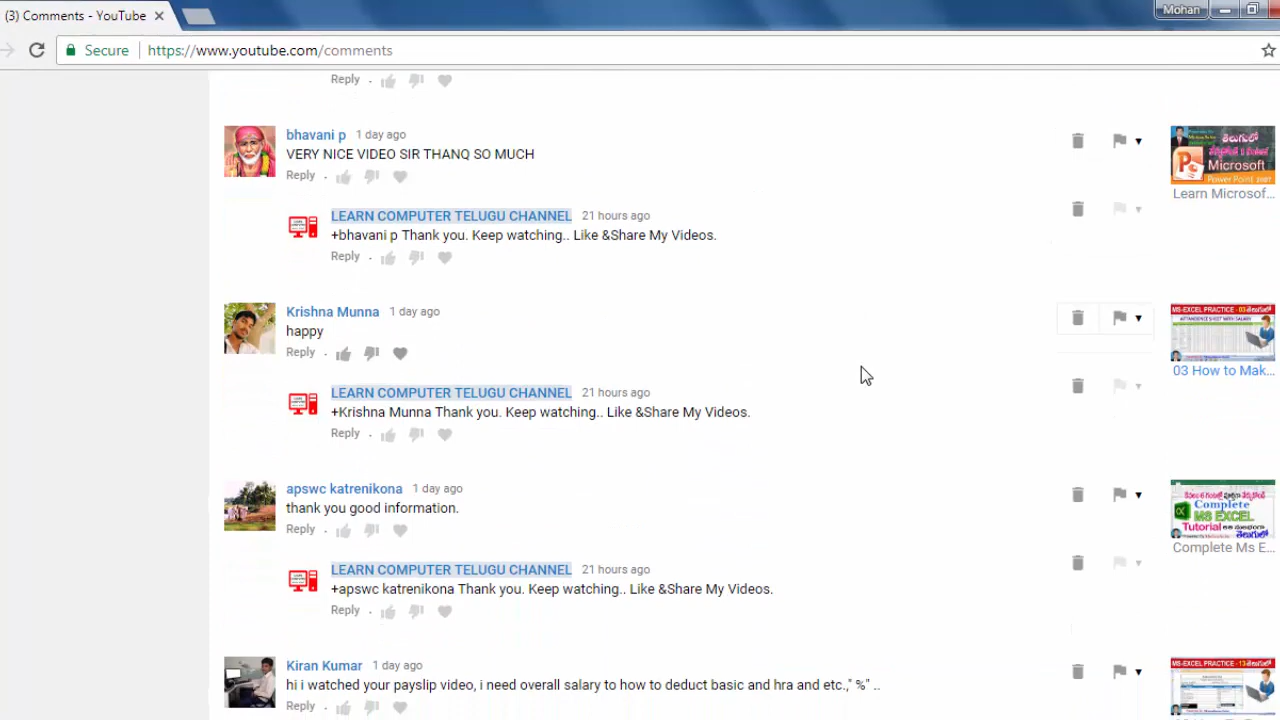 (3) Comments - YouTube
Mohan
Secure
https://www.youtube.com/comments
Reply
bhavani p 1 day ago
VERY NICE VIDEO SIR THANQ SO MUCH
Reply
తెలుగులో
Microsoft
Power Point 2007
Learn Microsof...
LEARN COMPUTER TELUGU CHANNEL 21 hours ago
+bhavani p Thank you. Keep watching.. Like &Share My Videos.
Reply
Krishna Munna 1 day ago
happy
Reply
MS-EXCEL PRACTICE - 03 తెలుగులో
03 How to Mak...
LEARN COMPUTER TELUGU CHANNEL 21 hours ago
+Krishna Munna Thank you. Keep watching.. Like &Share My Videos.
Reply
apswc katrenikona 1 day ago
thank you good information.
Reply
Complete
MS EXCEL
Tutorial
తెలుగులో
Complete Ms E...
LEARN COMPUTER TELUGU CHANNEL 21 hours ago
+apswc katrenikona Thank you. Keep watching.. Like &Share My Videos.
Reply
Kiran Kumar 1 day ago
hi i watched your payslip video, i need overall salary to how to deduct basic and hra and etc.," %" ..
Reply
MS-EXCEL PRACTICE - 13 తెలుగులో